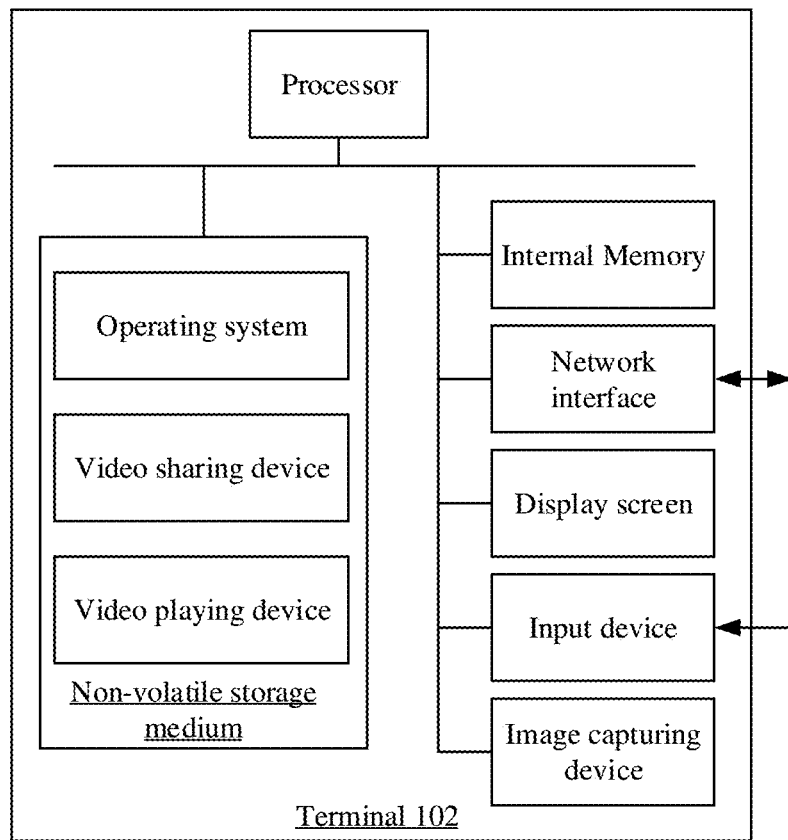 Processor
Operating system
Video sharing device
Video playing device
Non-volatile storage
medium
Internal Memory
Network
interface
Display screen
Input device
Image capturing
device
Terminal 102